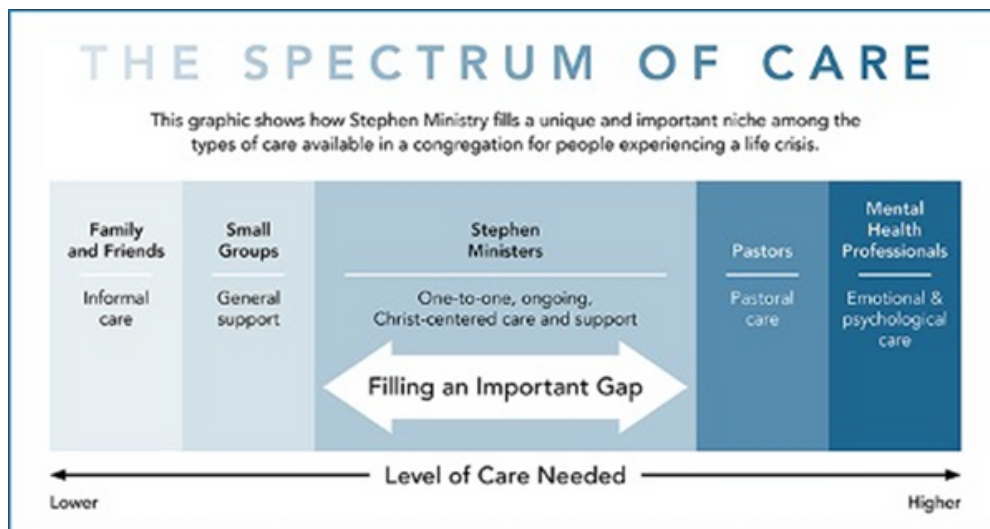 THE SPECTRUM OF CARE
This graphic shows how Stephen Ministry fills a unique and important niche among the
types of care available in a congregation for people experiencing a life crisis.
Family
and Friends
Informal
care
Small
Groups
General
support
Stephen
Ministers
One-to-one, ongoing,
Christ-centered care and support
Filling an Important Gap
Pastors
Pastoral
care
Mental
Health
Professionals
Emotional &
psychological
care
Level of Care Needed
Lower
Higher